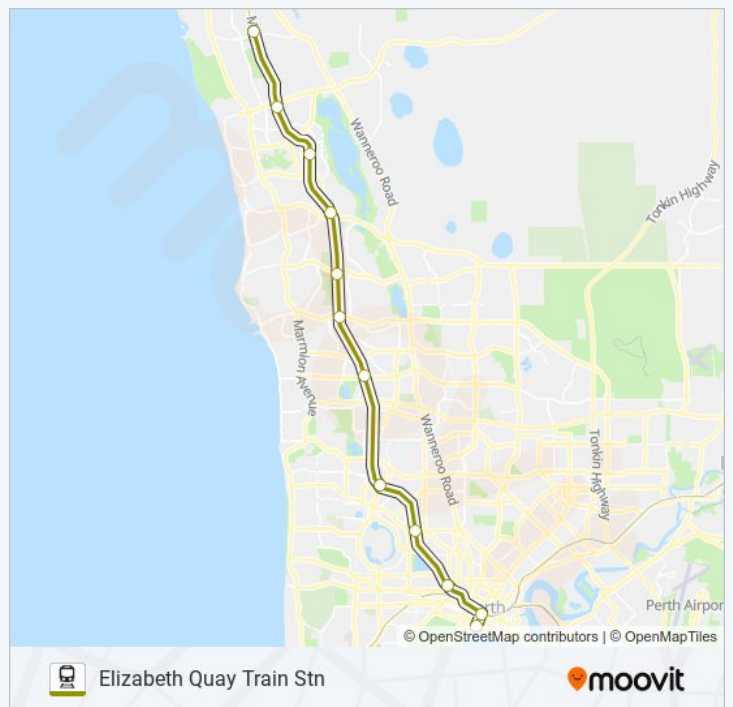 M
Wanneroo Road
Tonkin Highway
Marmion Avenue
Wanneroo Road
Tonkin Highway
rth
Perth Airpor
© OpenStreetMap contributors | © OpenMapTiles
Elizabeth Quay Train Stn
moovit